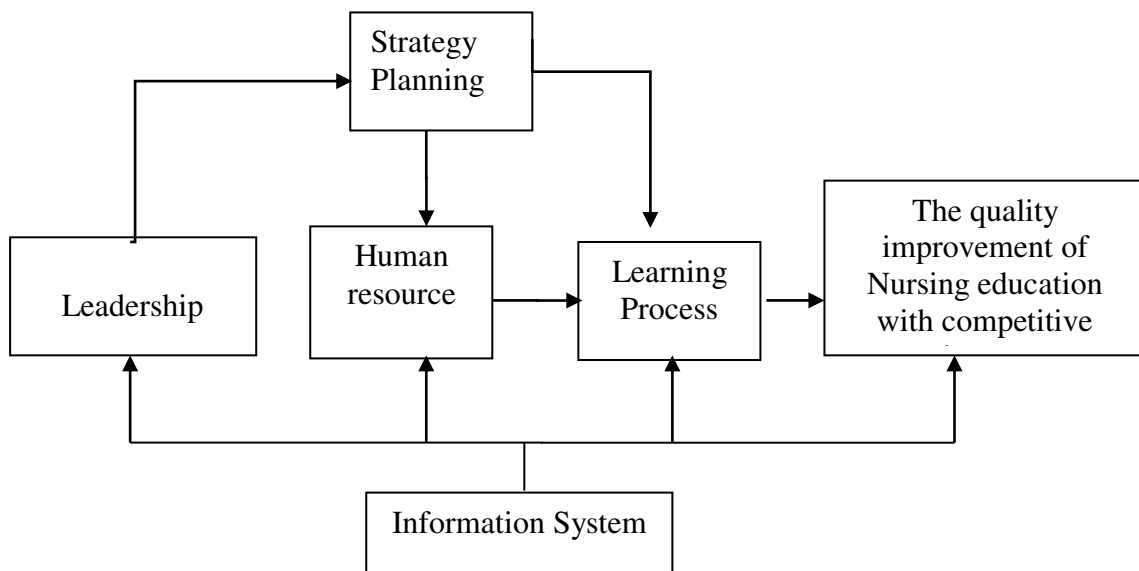 Strategy
Planning
Leadership
Human
resource
Learning
Process
The quality
improvement of
Nursing education
with competitive
Information System